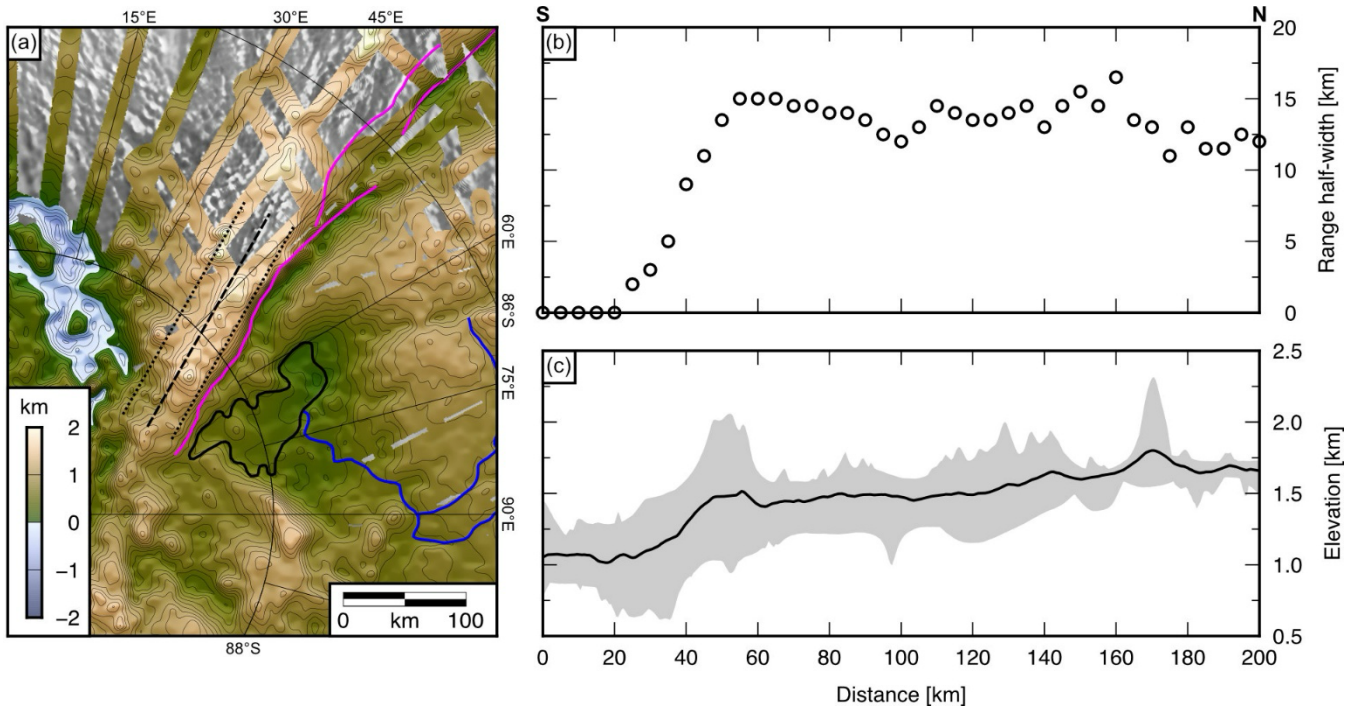 15°E 30°E 45°E
(a)
60°E
86°S
75°E
90°E
88°S
km
2
1
0
−1
−2
0 km 100
S N
(b)
20
15
10
5
0
Range half-width [km]
(c)
2.5
2.0
1.5
1.0
0.5
Elevation [km]
0 20 40 60 80 100 120 140 160 180 200
Distance [km]